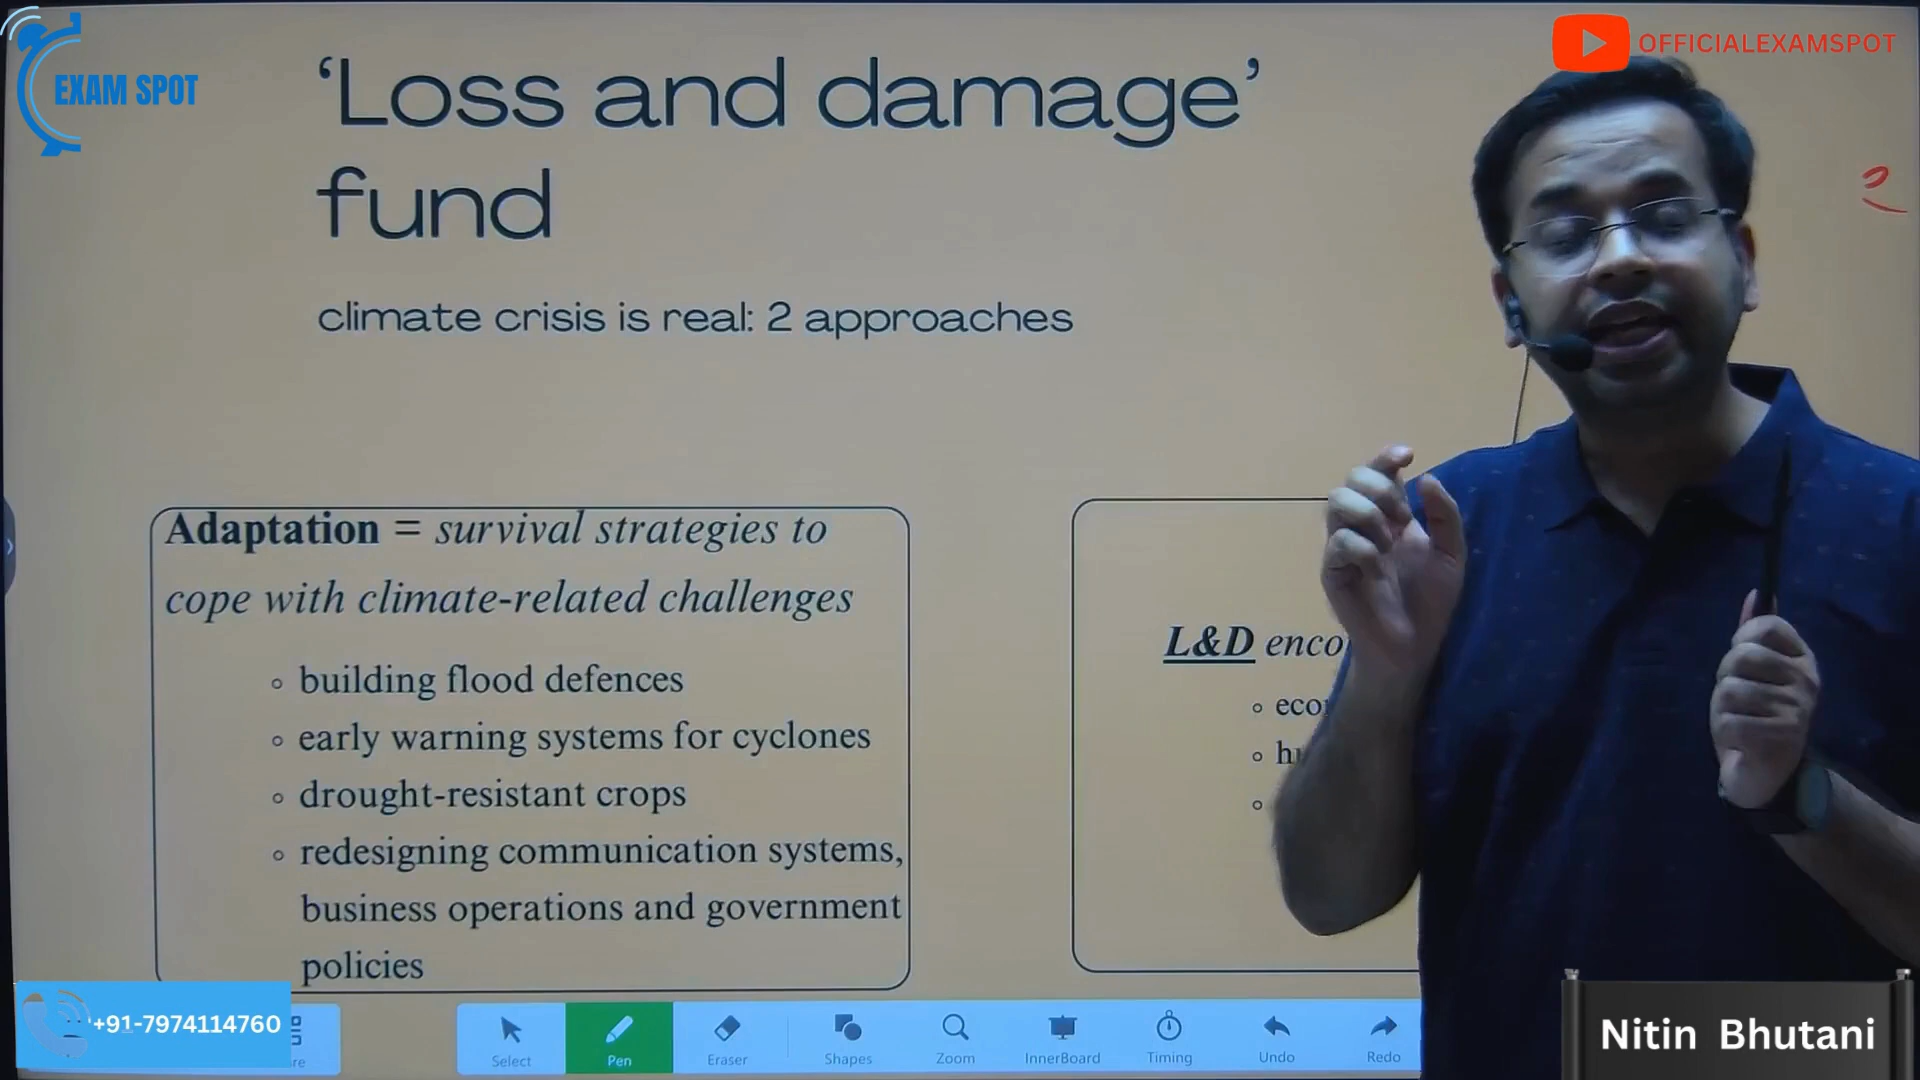 EXAM SPOT
OFFICIALEXAMSPOT
‘Loss and damage’
fund
climate crisis is real: 2 approaches
Adaptation = survival strategies to
cope with climate-related challenges
building flood defences
early warning systems for cyclones
drought-resistant crops
redesigning communication systems,
business operations and government
policies
L&D
+91-7974114760
Select
Pen
Eraser
Shapes
Zoom
InnerBoard
Timing
Undo
Redo
Nitin Bhutani